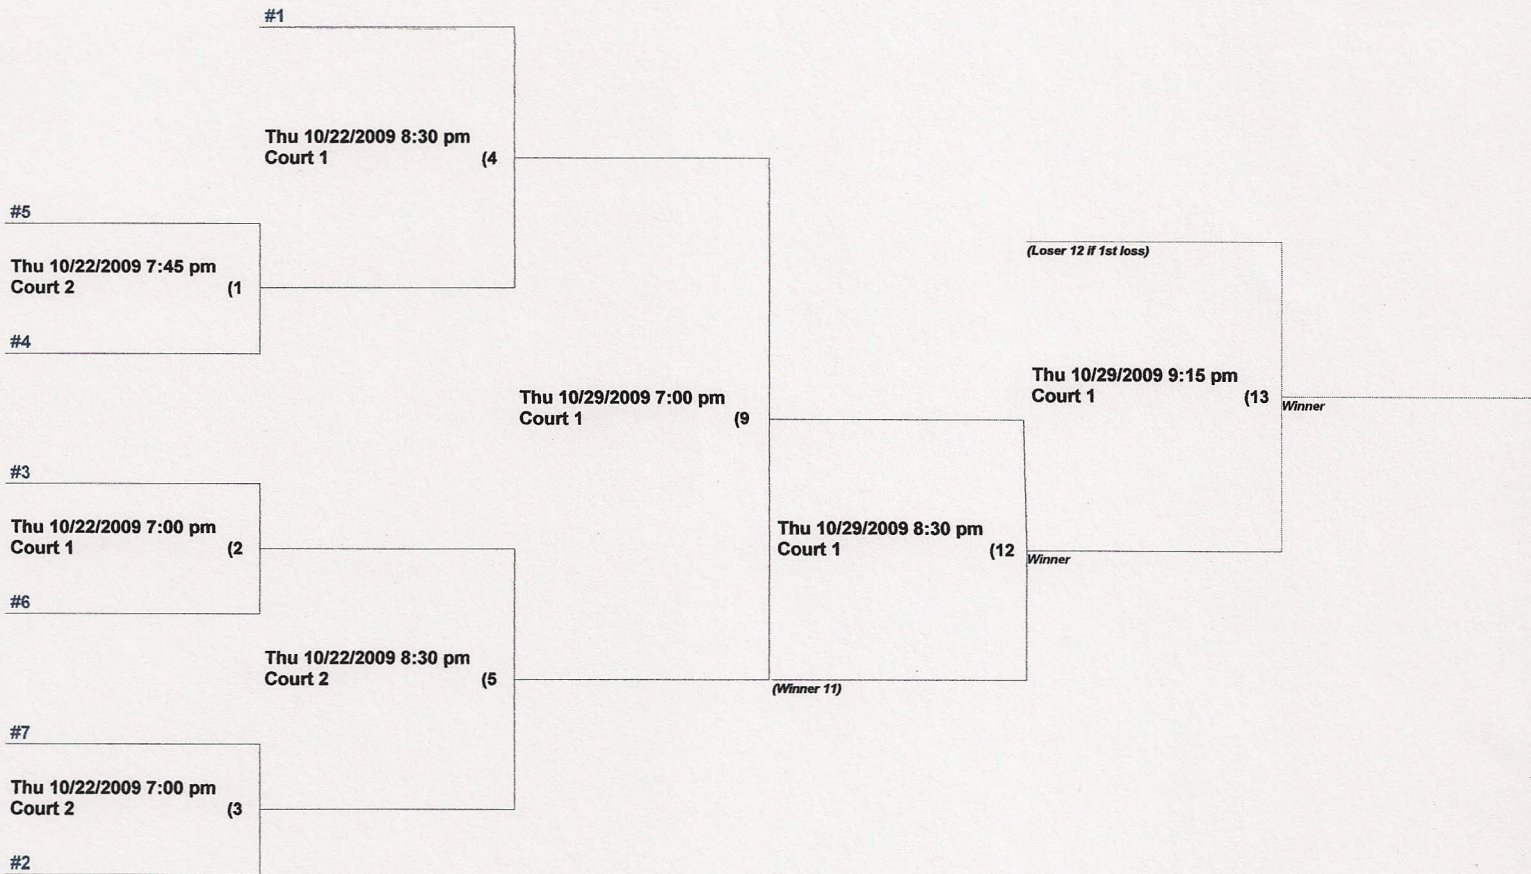 #1
Thu 10/22/2009 8:30 pm
Court 1 (4
#5
Thu 10/22/2009 7:45 pm
Court 2 (1
#4
(Loser 12 if 1st loss)
Thu 10/29/2009 9:15 pm
Court 1 (13
Winner
Thu 10/29/2009 7:00 pm
Court 1 (9
#3
Thu 10/22/2009 7:00 pm
Court 1 (2
#6
Thu 10/29/2009 8:30 pm
Court 1 (12
Winner
Thu 10/22/2009 8:30 pm
Court 2 (5
(Winner 11)
#7
Thu 10/22/2009 7:00 pm
Court 2 (3
#2